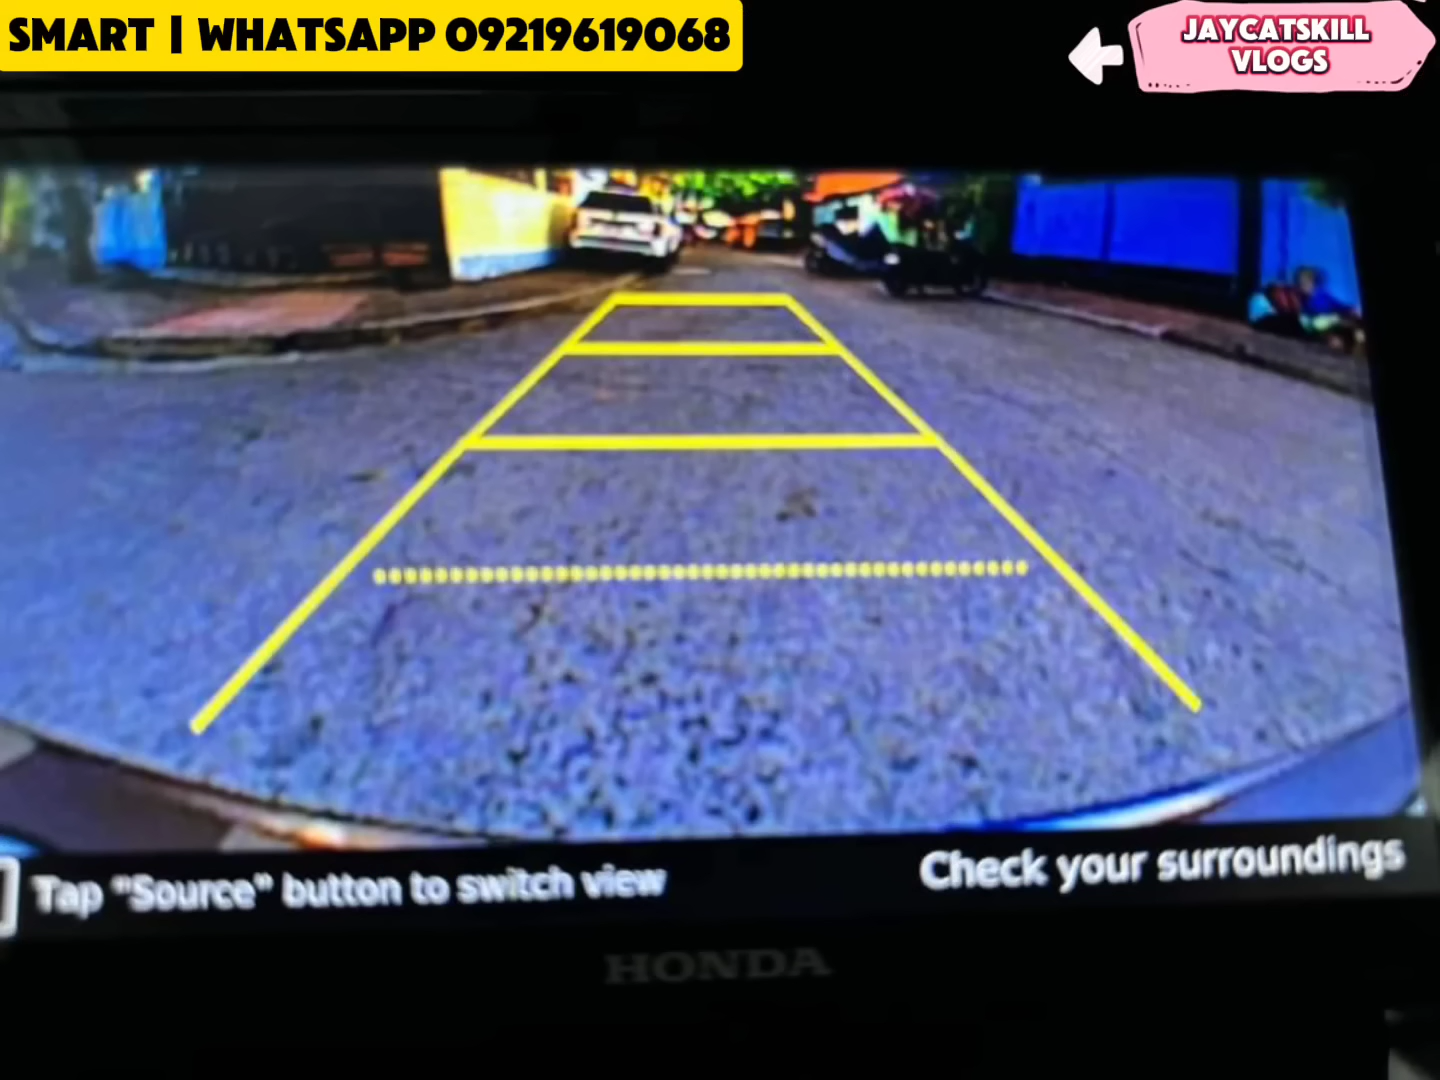 SMART | WHATSAPP 09219619068
JAYCATSKILL
VLOGS
Tap "Source" button to switch view
Check your surroundings
HONDA